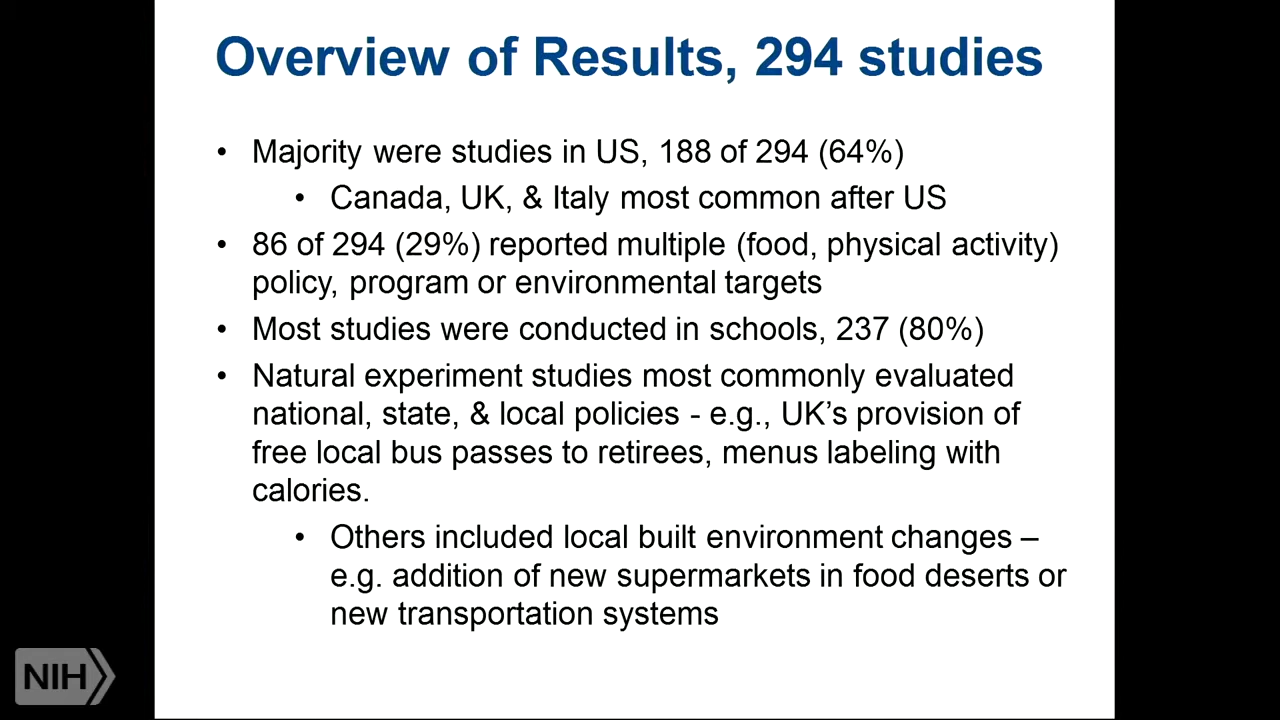 Overview of Results, 294 studies
• Majority were studies in US, 188 of 294 (64%)
• Canada, UK, & Italy most common after US
• 86 of 294 (29%) reported multiple (food, physical activity)
policy, program or environmental targets
• Most studies were conducted in schools, 237 (80%)
• Natural experiment studies most commonly evaluated
national, state, & local policies - e.g., UK’s provision of
free local bus passes to retirees, menus labeling with
calories.
• Others included local built environment changes –
e.g. addition of new supermarkets in food deserts or
new transportation systems
NIH